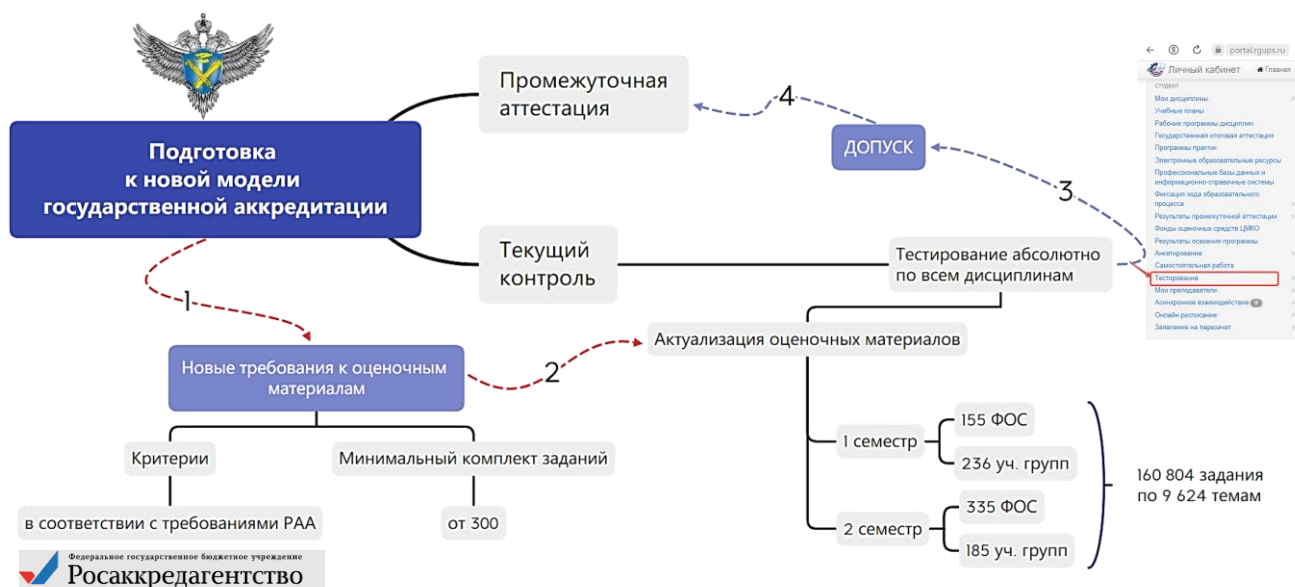 Подготовка
к новой модели
государственной аккредитации
Промежуточная
аттестация
4
ДОПУСК
3
Текущий
контроль
Тестирование абсолютно
по всем дисциплинам
1
Новые требования к оценочным
материалам
2
Актуализация оценочных материалов
Критерии
Минимальный комплект заданий
в соответствии с требованиями РАА
от 300
1 семестр
155 ФОС
236 уч. групп
2 семестр
335 ФОС
185 уч. групп
160 804 задания
по 9 624 темам
Федеральное государственное бюджетное учреждение
Росаккредагентство
portal.rgups.ru
Личный кабинет
Главная
студент
Мои дисциплины
Учебные планы
Рабочие программы дисциплин
Государственная итоговая аттестация
Программы практик
Электронные образовательные ресурсы
Профессиональные базы данных и
информационно-справочные системы
Фиксация хода образовательного
процесса
Результаты промежуточной аттестации
Фонды оценочных средств ЦМКО
Результаты освоения программы
Анкетирование
Самостоятельная работа
Тестирование
Мои преподаватели
Асинхронное взаимодействие
Онлайн расписание
Заявление на перезачет